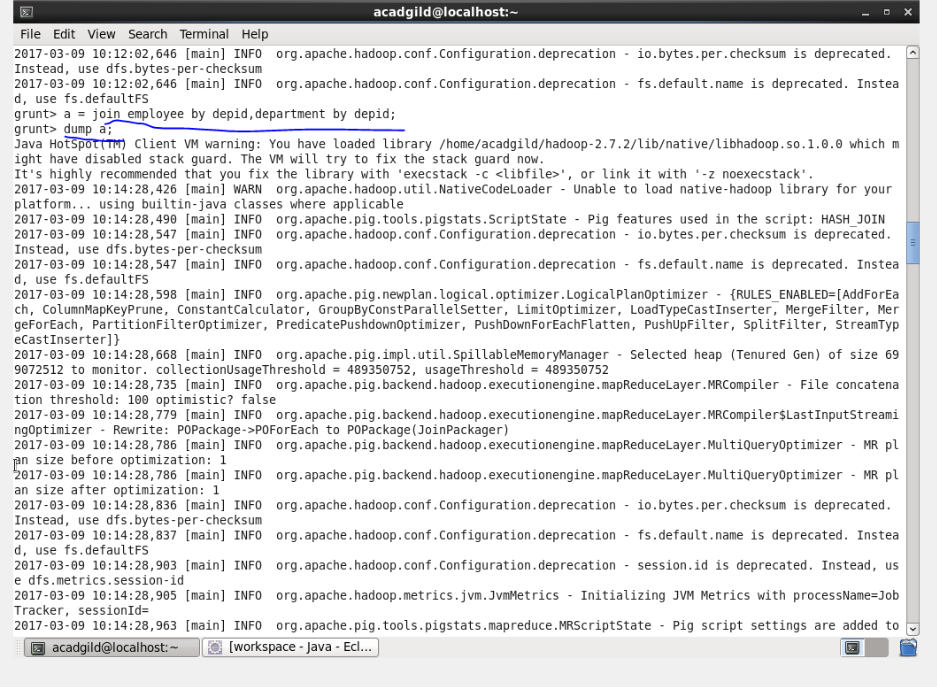 acadgild@localhost:~
File Edit View Search Terminal Help
2017-03-09 10:12:02,646 [main] INFO  org.apache.hadoop.conf.Configuration.deprecation - io.bytes.per.checksum is deprecated.
Instead, use dfs.bytes-per-checksum
2017-03-09 10:12:02,646 [main] INFO  org.apache.hadoop.conf.Configuration.deprecation - fs.default.name is deprecated. Instea
d, use fs.defaultFS
grunt> a = join employee by depid,department by depid;
grunt> dump a;
Java HotSpot(TM) Client VM warning: You have loaded library /home/acadgild/hadoop-2.7.2/lib/native/libhadoop.so.1.0.0 which m
ight have disabled stack guard. The VM will try to fix the stack guard now.
It's highly recommended that you fix the library with 'execstack -c <libfile>', or link it with '-z noexecstack'.
2017-03-09 10:14:28,426 [main] WARN  org.apache.hadoop.util.NativeCodeLoader - Unable to load native-hadoop library for your
platform... using builtin-java classes where applicable
2017-03-09 10:14:28,490 [main] INFO  org.apache.pig.tools.pigstats.ScriptState - Pig features used in the script: HASH_JOIN
2017-03-09 10:14:28,547 [main] INFO  org.apache.hadoop.conf.Configuration.deprecation - io.bytes.per.checksum is deprecated.
Instead, use dfs.bytes-per-checksum
2017-03-09 10:14:28,547 [main] INFO  org.apache.hadoop.conf.Configuration.deprecation - fs.default.name is deprecated. Instea
d, use fs.defaultFS
2017-03-09 10:14:28,598 [main] INFO  org.apache.pig.newplan.logical.optimizer.LogicalPlanOptimizer - {RULES_ENABLED=[AddForEa
ch, ColumnMapKeyPrune, ConstantCalculator, GroupByConstParallelSetter, LimitOptimizer, LoadTypeCastInserter, MergeFilter, Mer
geForEach, PartitionFilterOptimizer, PredicatePushdownOptimizer, PushDownForEachFlatten, PushUpFilter, SplitFilter, StreamTyp
eCastInserter]}
2017-03-09 10:14:28,668 [main] INFO  org.apache.pig.impl.util.SpillableMemoryManager - Selected heap (Tenured Gen) of size 69
9072512 to monitor. collectionUsageThreshold = 489350752, usageThreshold = 489350752
2017-03-09 10:14:28,735 [main] INFO  org.apache.pig.backend.hadoop.executionengine.mapReduceLayer.MRCompiler - File concatena
tion threshold: 100 optimistic? false
2017-03-09 10:14:28,779 [main] INFO  org.apache.pig.backend.hadoop.executionengine.mapReduceLayer.MRCompiler$LastInputStreami
ngOptimizer - Rewrite: POPackage->POForEach to POPackage(JoinPackager)
2017-03-09 10:14:28,786 [main] INFO  org.apache.pig.backend.hadoop.executionengine.mapReduceLayer.MultiQueryOptimizer - MR pl
an size before optimization: 1
2017-03-09 10:14:28,786 [main] INFO  org.apache.pig.backend.hadoop.executionengine.mapReduceLayer.MultiQueryOptimizer - MR pl
an size after optimization: 1
2017-03-09 10:14:28,836 [main] INFO  org.apache.hadoop.conf.Configuration.deprecation - io.bytes.per.checksum is deprecated.
Instead, use dfs.bytes-per-checksum
2017-03-09 10:14:28,837 [main] INFO  org.apache.hadoop.conf.Configuration.deprecation - fs.default.name is deprecated. Instea
d, use fs.defaultFS
2017-03-09 10:14:28,903 [main] INFO  org.apache.hadoop.conf.Configuration.deprecation - session.id is deprecated. Instead, us
e dfs.metrics.session-id
2017-03-09 10:14:28,905 [main] INFO  org.apache.hadoop.metrics.jvm.JvmMetrics - Initializing JVM Metrics with processName=Job
Tracker, sessionId=
2017-03-09 10:14:28,963 [main] INFO  org.apache.pig.tools.pigstats.mapreduce.MRScriptState - Pig script settings are added to
acadgild@localhost:~ [workspace - Java - Ecl...